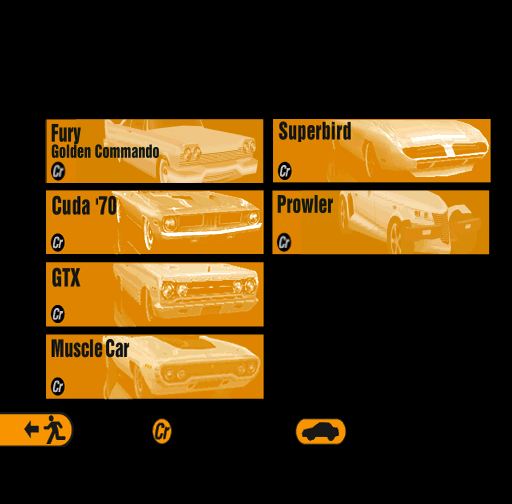 Fury
Golden Commando
Cr
Cuda '70
Cr
GTX
Cr
Muscle Car
Cr
Superbird
Cr
Prowler
Cr
Cr